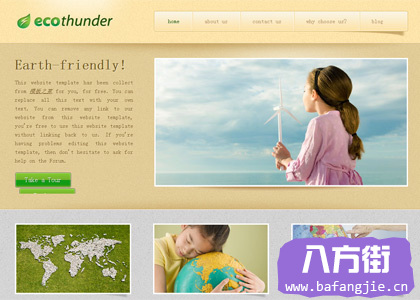 ecothunder
home about us contact us why choose us? blog
Earth-friendly!
This website template has been collect
from 模板之家 for you, for free. You can
replace all this text with your own
text. You can remove any link to our
website from this website template,
you're free to use this website template
without linking back to us. If you're
having problems editing this website
template, then don't hesitate to ask for
help on the Forum.
Take a Tour
八方街
www.bafangjie.cn